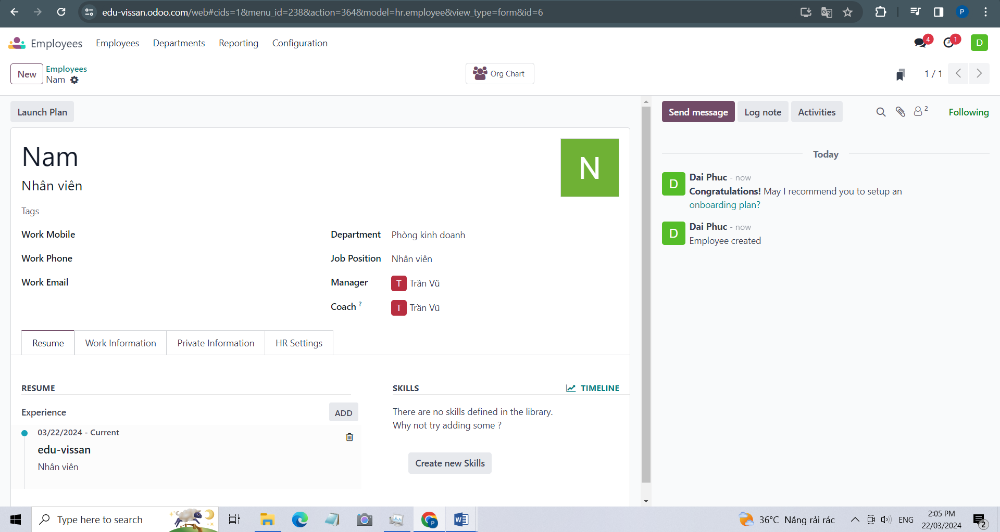 edu-vissan.odoo.com/web#cids=1&menu_id=238&action=364&model=hr.employee&view_type=form&id=6
P
Employees Employees Departments Reporting Configuration
4 1 D
New Employees
Nam
Org Chart
1 / 1
Launch Plan
Send message Log note Activities 2 Following
Nam
N
Nhân viên
Tags
Work Mobile
Department Phòng kinh doanh
Work Phone
Job Position Nhân viên
Work Email
Manager T Trần Vũ
Coach ? T Trần Vũ
Today
D Dai Phuc - now
Congratulations! May I recommend you to setup an
onboarding plan?
D Dai Phuc - now
Employee created
Resume Work Information Private Information HR Settings
RESUME
Experience ADD
03/22/2024 - Current
edu-vissan
Nhân viên
SKILLS TIMELINE
There are no skills defined in the library.
Why not try adding some ?
Create new Skills
Type here to search
P
W
36°C Nắng rải rác
ENG
2:05 PM
22/03/2024
2